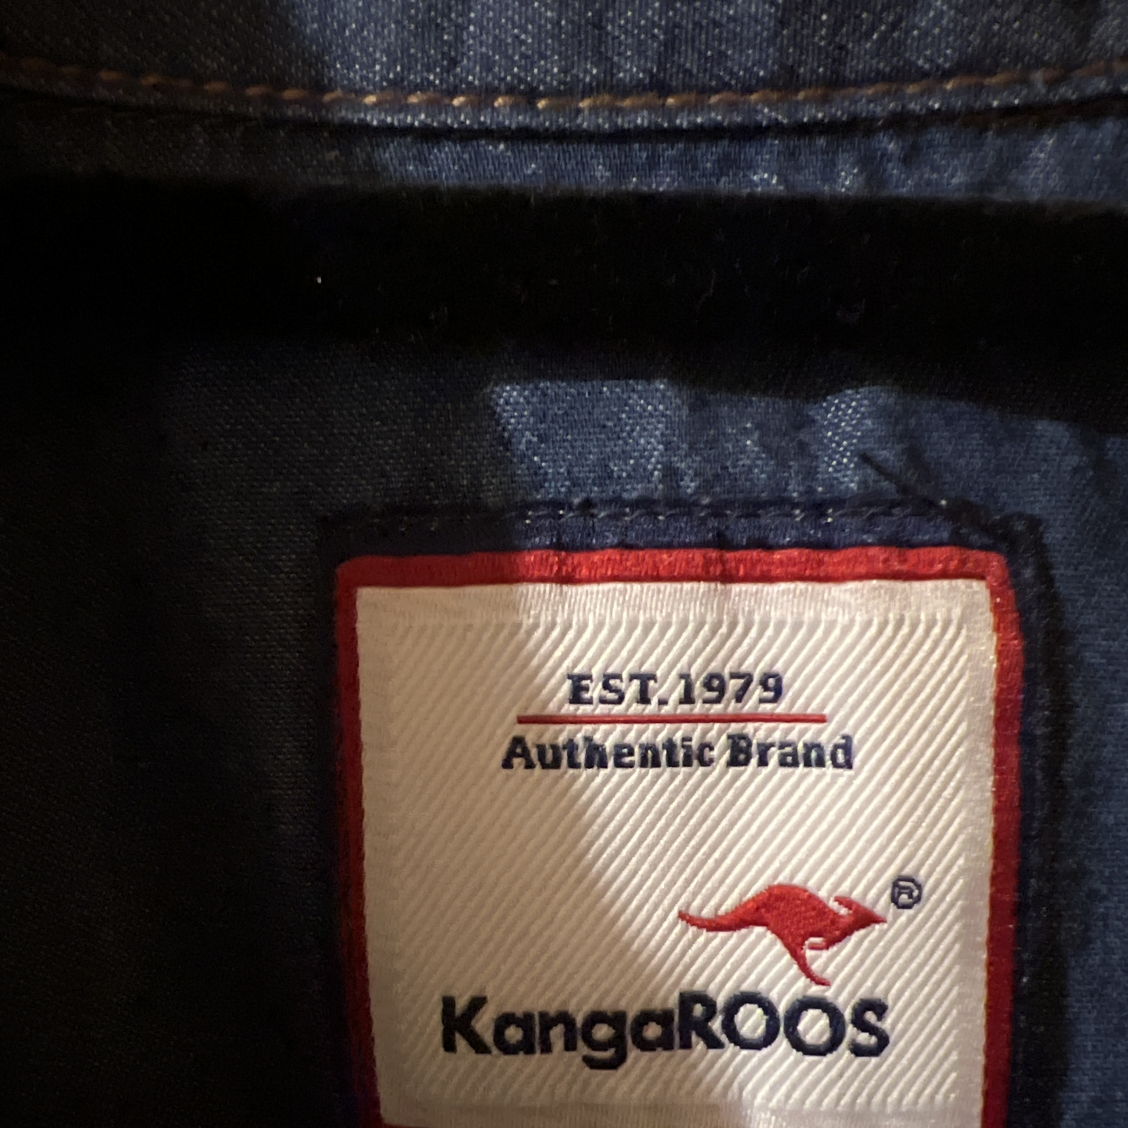 EST. 1979
Authentic Brand
®
KangaROOS